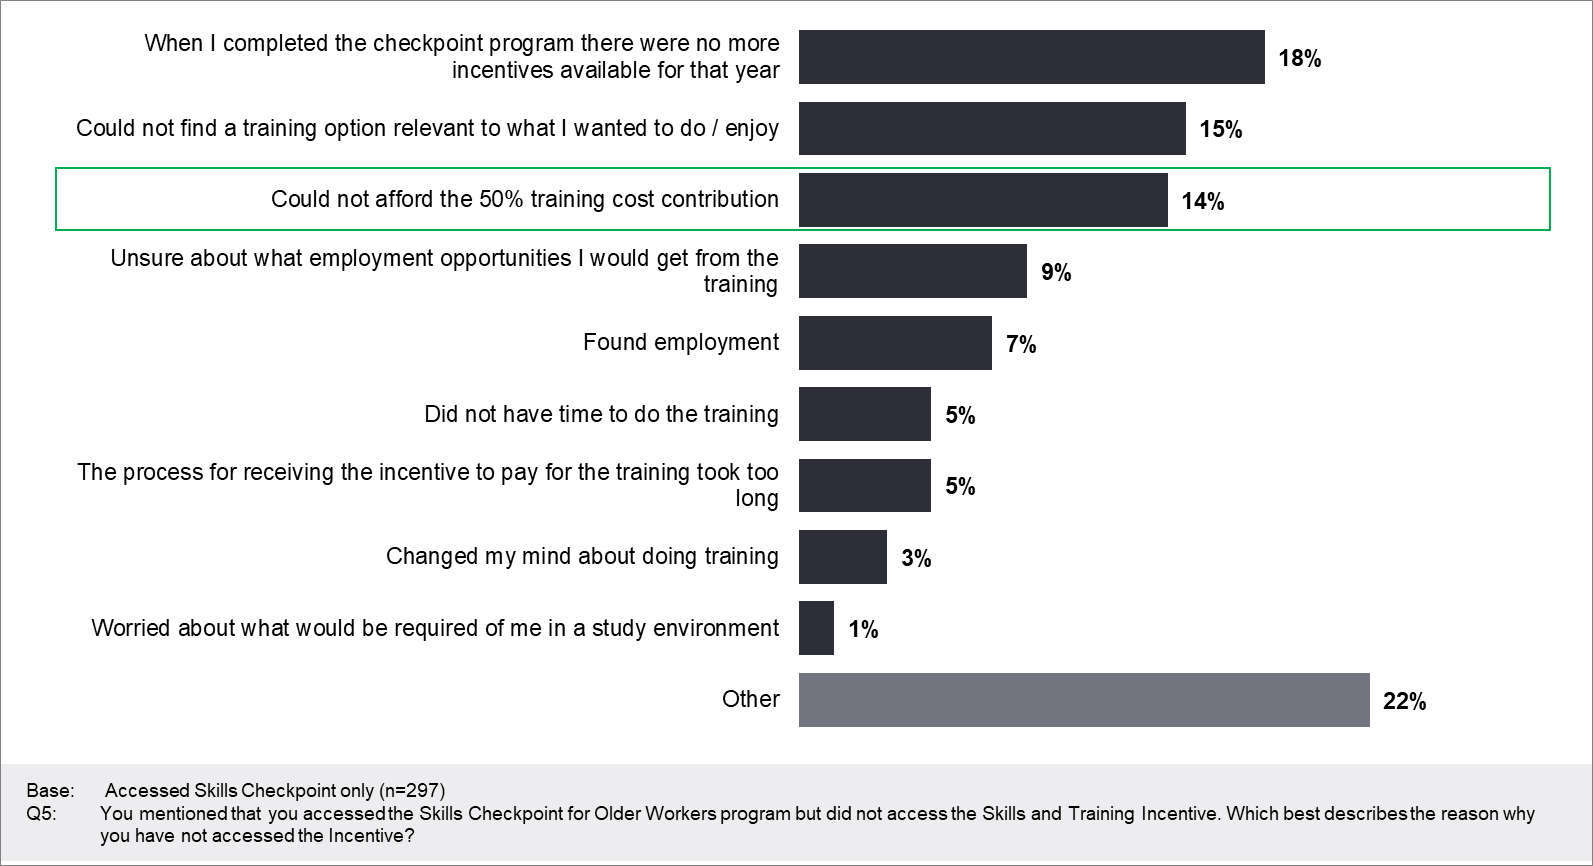 When I completed the checkpoint program there were no more
incentives available for that year
18%
Could not find a training option relevant to what I wanted to do / enjoy
15%
Could not afford the 50% training cost contribution
14%
Unsure about what employment opportunities I would get from the
training
9%
Found employment
7%
Did not have time to do the training
5%
The process for receiving the incentive to pay for the training took too
long
5%
Changed my mind about doing training
3%
Worried about what would be required of me in a study environment
1%
Other
22%
Base: Accessed Skills Checkpoint only (n=297)
Q5: You mentioned that you accessed the Skills Checkpoint for Older Workers program but did not access the Skills and Training Incentive. Which best describes the reason why
you have not accessed the Incentive?